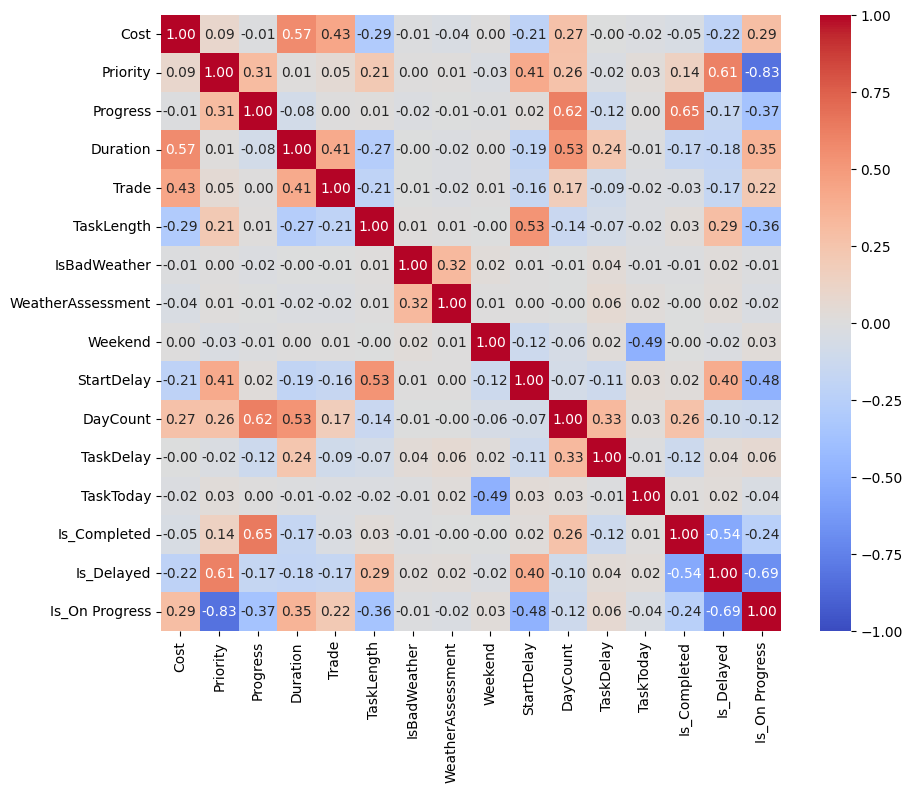 Cost 1.00 0.09 -0.01 0.57 0.43 -0.29 -0.01 -0.04 0.00 -0.21 0.27 -0.00 -0.02 -0.05 -0.22 0.29
Priority 0.09 1.00 0.31 0.01 0.05 0.21 0.00 0.01 -0.03 0.41 0.26 -0.02 0.03 0.14 0.61 -0.83
Progress -0.01 0.31 1.00 -0.08 0.00 0.01 -0.02 -0.01 -0.01 0.02 0.62 -0.12 0.00 0.65 -0.17 -0.37
Duration 0.57 0.01 -0.08 1.00 0.41 -0.27 -0.00 -0.02 0.00 -0.19 0.53 0.24 -0.01 -0.17 -0.18 0.35
Trade 0.43 0.05 0.00 0.41 1.00 -0.21 -0.01 -0.02 0.01 -0.16 0.17 -0.09 -0.02 -0.03 -0.17 0.22
TaskLength -0.29 0.21 0.01 -0.27 -0.21 1.00 0.01 0.01 -0.00 0.53 -0.14 -0.07 -0.02 0.03 0.29 -0.36
IsBadWeather -0.01 0.00 -0.02 -0.00 -0.01 0.01 1.00 0.32 0.02 0.01 -0.01 0.04 -0.01 -0.01 0.02 -0.01
WeatherAssessment -0.04 0.01 -0.01 -0.02 -0.02 0.01 0.32 1.00 0.01 0.00 -0.00 0.06 0.02 -0.00 0.02 -0.02
Weekend 0.00 -0.03 -0.01 0.00 0.01 -0.00 0.02 0.01 1.00 -0.12 -0.06 0.02 -0.49 -0.00 -0.02 0.03
StartDelay -0.21 0.41 0.02 -0.19 -0.16 0.53 0.01 0.00 -0.12 1.00 -0.07 -0.11 0.03 0.02 0.40 -0.48
DayCount 0.27 0.26 0.62 0.53 0.17 -0.14 -0.01 -0.00 -0.06 -0.07 1.00 0.33 0.03 0.26 -0.10 -0.12
TaskDelay -0.00 -0.02 -0.12 0.24 -0.09 -0.07 0.04 0.06 0.02 -0.11 0.33 1.00 -0.01 -0.12 0.04 0.06
TaskToday -0.02 0.03 0.00 -0.01 -0.02 -0.02 -0.01 0.02 -0.49 0.03 0.03 -0.01 1.00 0.01 0.02 -0.04
Is_Completed -0.05 0.14 0.65 -0.17 -0.03 0.03 -0.01 -0.00 -0.00 0.02 0.26 -0.12 0.01 1.00 -0.54 -0.24
Is_Delayed -0.22 0.61 -0.17 -0.18 -0.17 0.29 0.02 0.02 -0.02 0.40 -0.10 0.04 0.02 -0.54 1.00 -0.69
Is_On Progress 0.29 -0.83 -0.37 0.35 0.22 -0.36 -0.01 -0.02 0.03 -0.48 -0.12 0.06 -0.04 -0.24 -0.69 1.00
Cost
Priority
Progress
Duration
Trade
TaskLength
IsBadWeather
WeatherAssessment
Weekend
StartDelay
DayCount
TaskDelay
TaskToday
Is_Completed
Is_Delayed
Is_On Progress
1.00
0.75
0.50
0.25
0.00
-0.25
-0.50
-0.75
-1.00